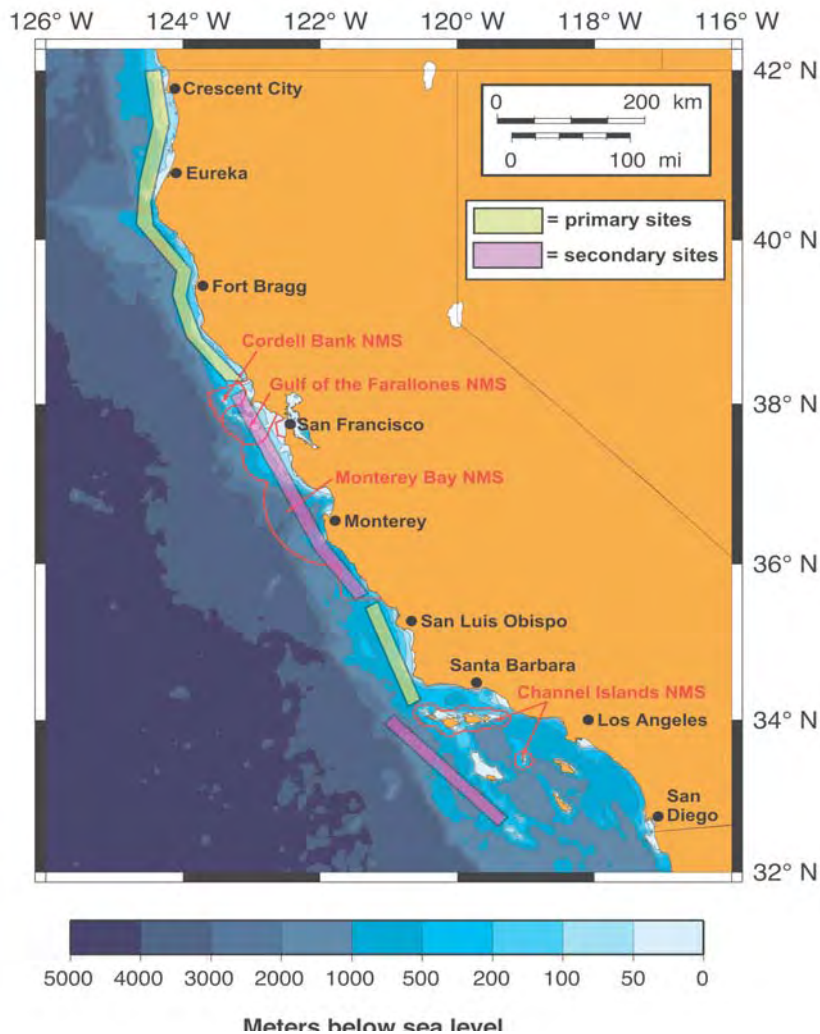 126° W 124° W 122° W 120° W 118° W 116° W
42° N
Crescent City
0 200 km
0 100 mi
Eureka
= primary sites
= secondary sites
40° N
Fort Bragg
Cordell Bank NMS
Gulf of the Farallones NMS
38° N
San Francisco
Monterey Bay NMS
Monterey
36° N
San Luis Obispo
Santa Barbara
Channel Islands NMS
34° N
Los Angeles
San
Diego
32° N
5000 4000 3000 2000 1000 500 200 100 50 0
Meters below sea level